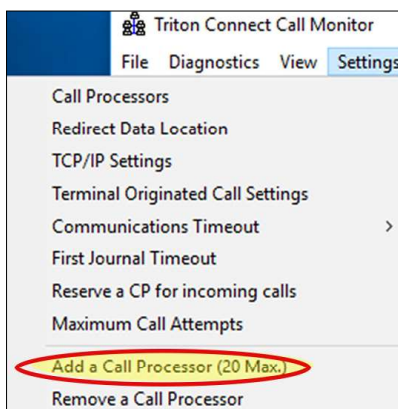 Triton Connect Call Monitor
File Diagnostics View Settings
Call Processors
Redirect Data Location
TCP/IP Settings
Terminal Originated Call Settings
Communications Timeout >
First Journal Timeout
Reserve a CP for incoming calls
Maximum Call Attempts
Add a Call Processor (20 Max.)
Remove a Call Processor